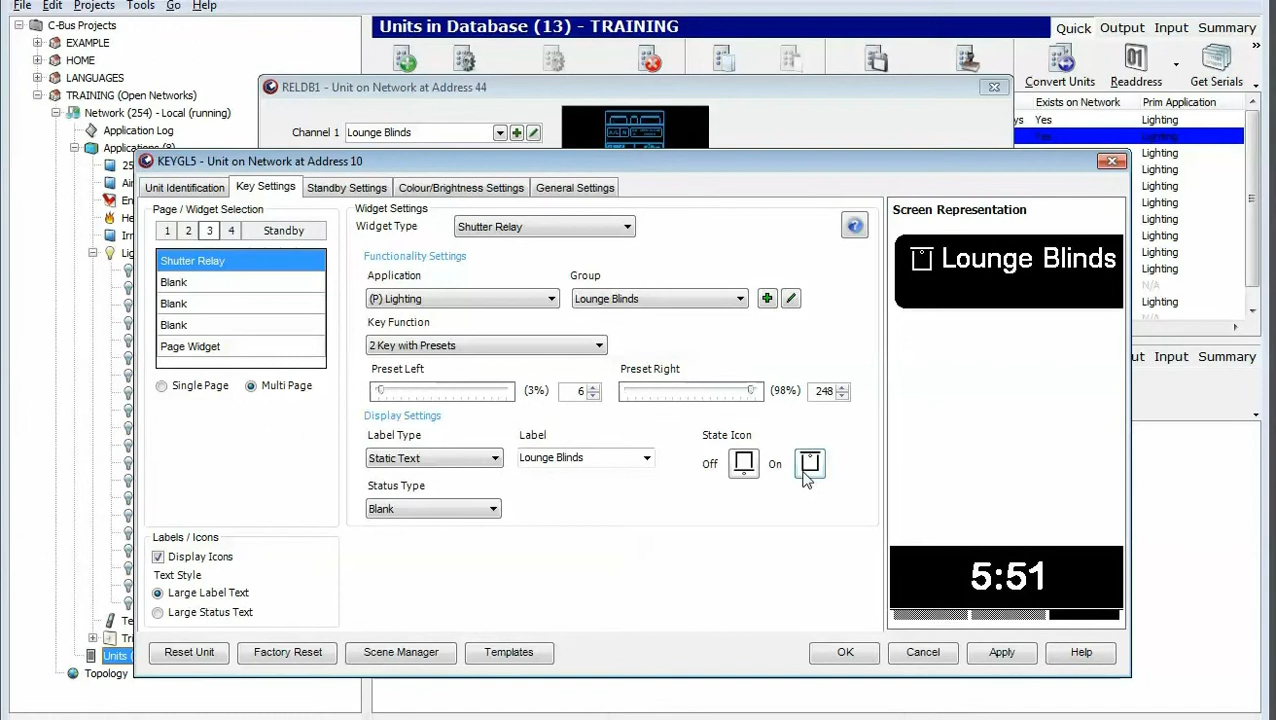 File Edit Projects Tools Go Help
C-Bus Projects
EXAMPLE
HOME
LANGUAGES
TRAINING (Open Networks)
Network (254) - Local (running)
Application Log
Units in Database (13) - TRAINING
Quick Output Input Summary
Convert Units Readdress Get Serials
Exists on Network Prim Application
Yes Lighting
Lighting
Lighting
Lighting
Lighting
Lighting
Lighting
Lighting
Lighting
N/A
Lighting
N/A
Input Summary
RELDB1 - Unit on Network at Address 44
Channel 1 Lounge Blinds
KEYGL5 - Unit on Network at Address 10
Unit Identification Key Settings Standby Settings Colour/Brightness Settings General Settings
Page / Widget Selection
1 2 3 4 Standby
Shutter Relay
Blank
Blank
Blank
Page Widget
Single Page Multi Page
Labels / Icons
Display Icons
Text Style
Large Label Text
Large Status Text
Widget Settings
Widget Type Shutter Relay
Functionality Settings
Application Group
(P) Lighting Lounge Blinds
Key Function
2 Key with Presets
Preset Left Preset Right
(3%) 6 (98%) 248
Display Settings
Label Type Label State Icon
Static Text Lounge Blinds Off On
Status Type
Blank
Screen Representation
Lounge Blinds
5:51
Reset Unit Factory Reset Scene Manager Templates OK Cancel Apply Help
Topology